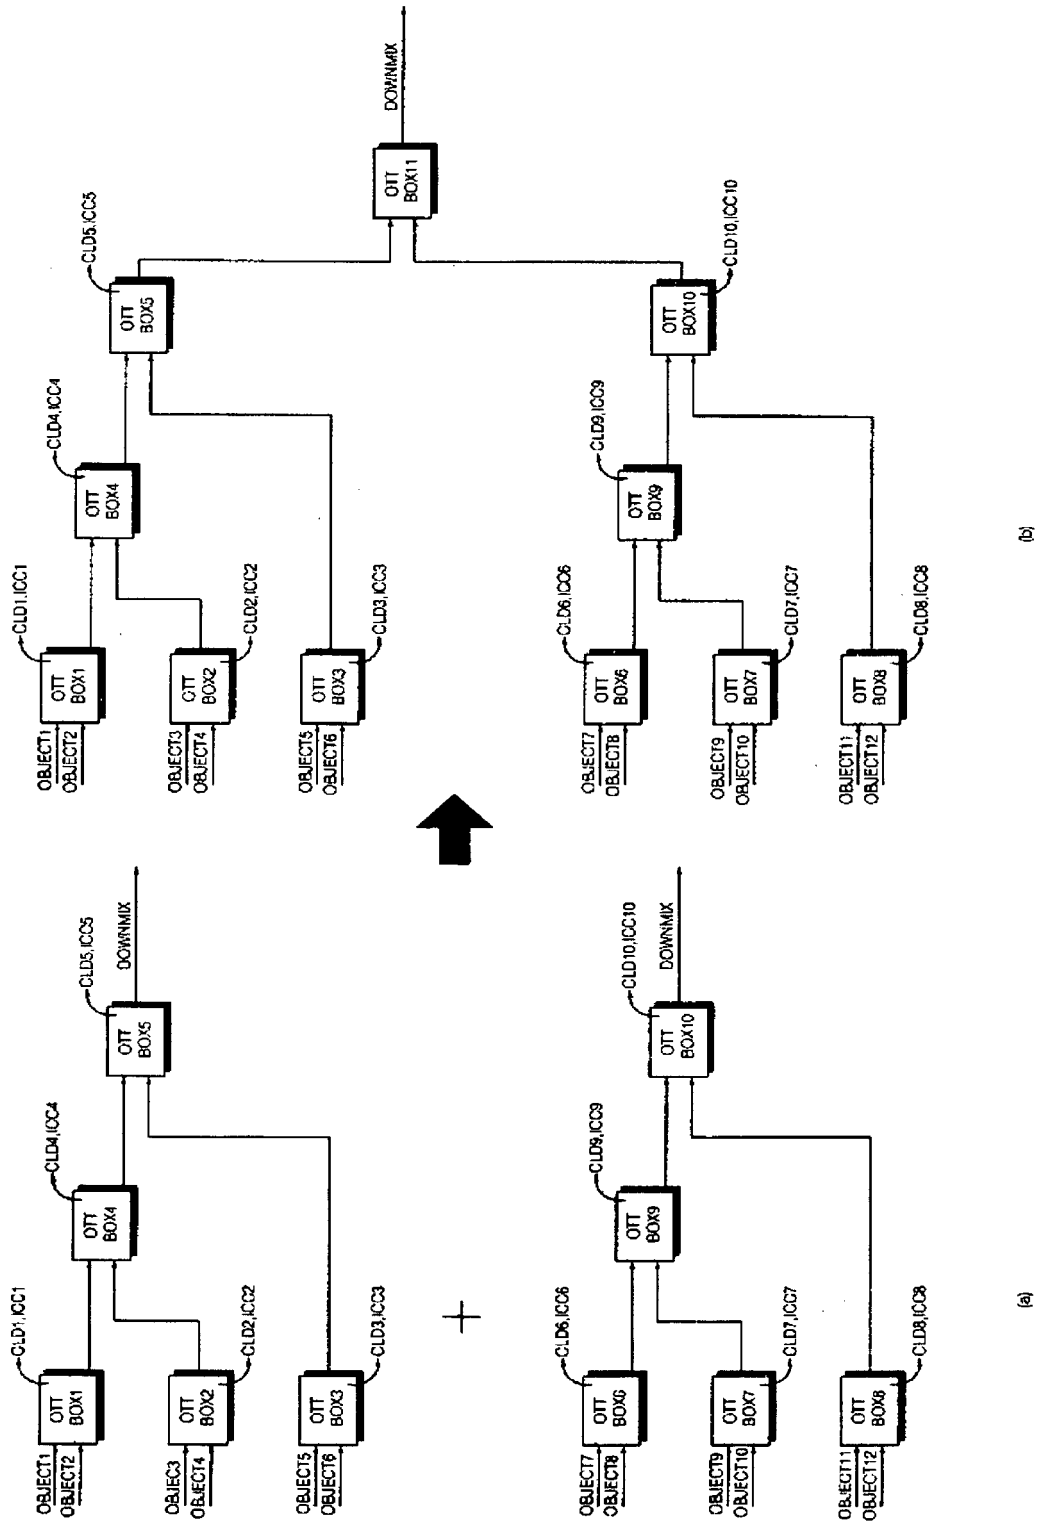 OBJECT1
OBJECT2
OTT
BOX1
CLD1,ICC1
OBJEC3
OBJECT4
OTT
BOX2
CLD2,ICC2
OBJECT5
OBJECT6
OTT
BOX3
CLD3,ICC3
OTT
BOX4
CLD4,ICC4
OTT
BOX5
CLD5,ICC5
DOWNMIX
+
OBJECT7
OBJECT8
OTT
BOX6
CLD6,ICC6
OBJECT9
OBJECT10
OTT
BOX7
CLD7,ICC7
OBJECT11
OBJECT12
OTT
BOX8
CLD8,ICC8
OTT
BOX9
CLD9,ICC9
OTT
BOX10
CLD10,ICC10
DOWNMIX
(a)
OBJECT1
OBJECT2
OTT
BOX1
CLD1,ICC1
OBJECT3
OBJECT4
OTT
BOX2
CLD2,ICC2
OBJECT5
OBJECT6
OTT
BOX3
CLD3,ICC3
OTT
BOX4
CLD4,ICC4
OTT
BOX5
CLD5,ICC5
OBJECT7
OBJECT8
OTT
BOX6
CLD6,ICC6
OBJECT9
OBJECT10
OTT
BOX7
CLD7,ICC7
OBJECT11
OBJECT12
OTT
BOX8
CLD8,ICC8
OTT
BOX9
CLD9,ICC9
OTT
BOX10
CLD10,ICC10
OTT
BOX11
DOWNMIX
(b)